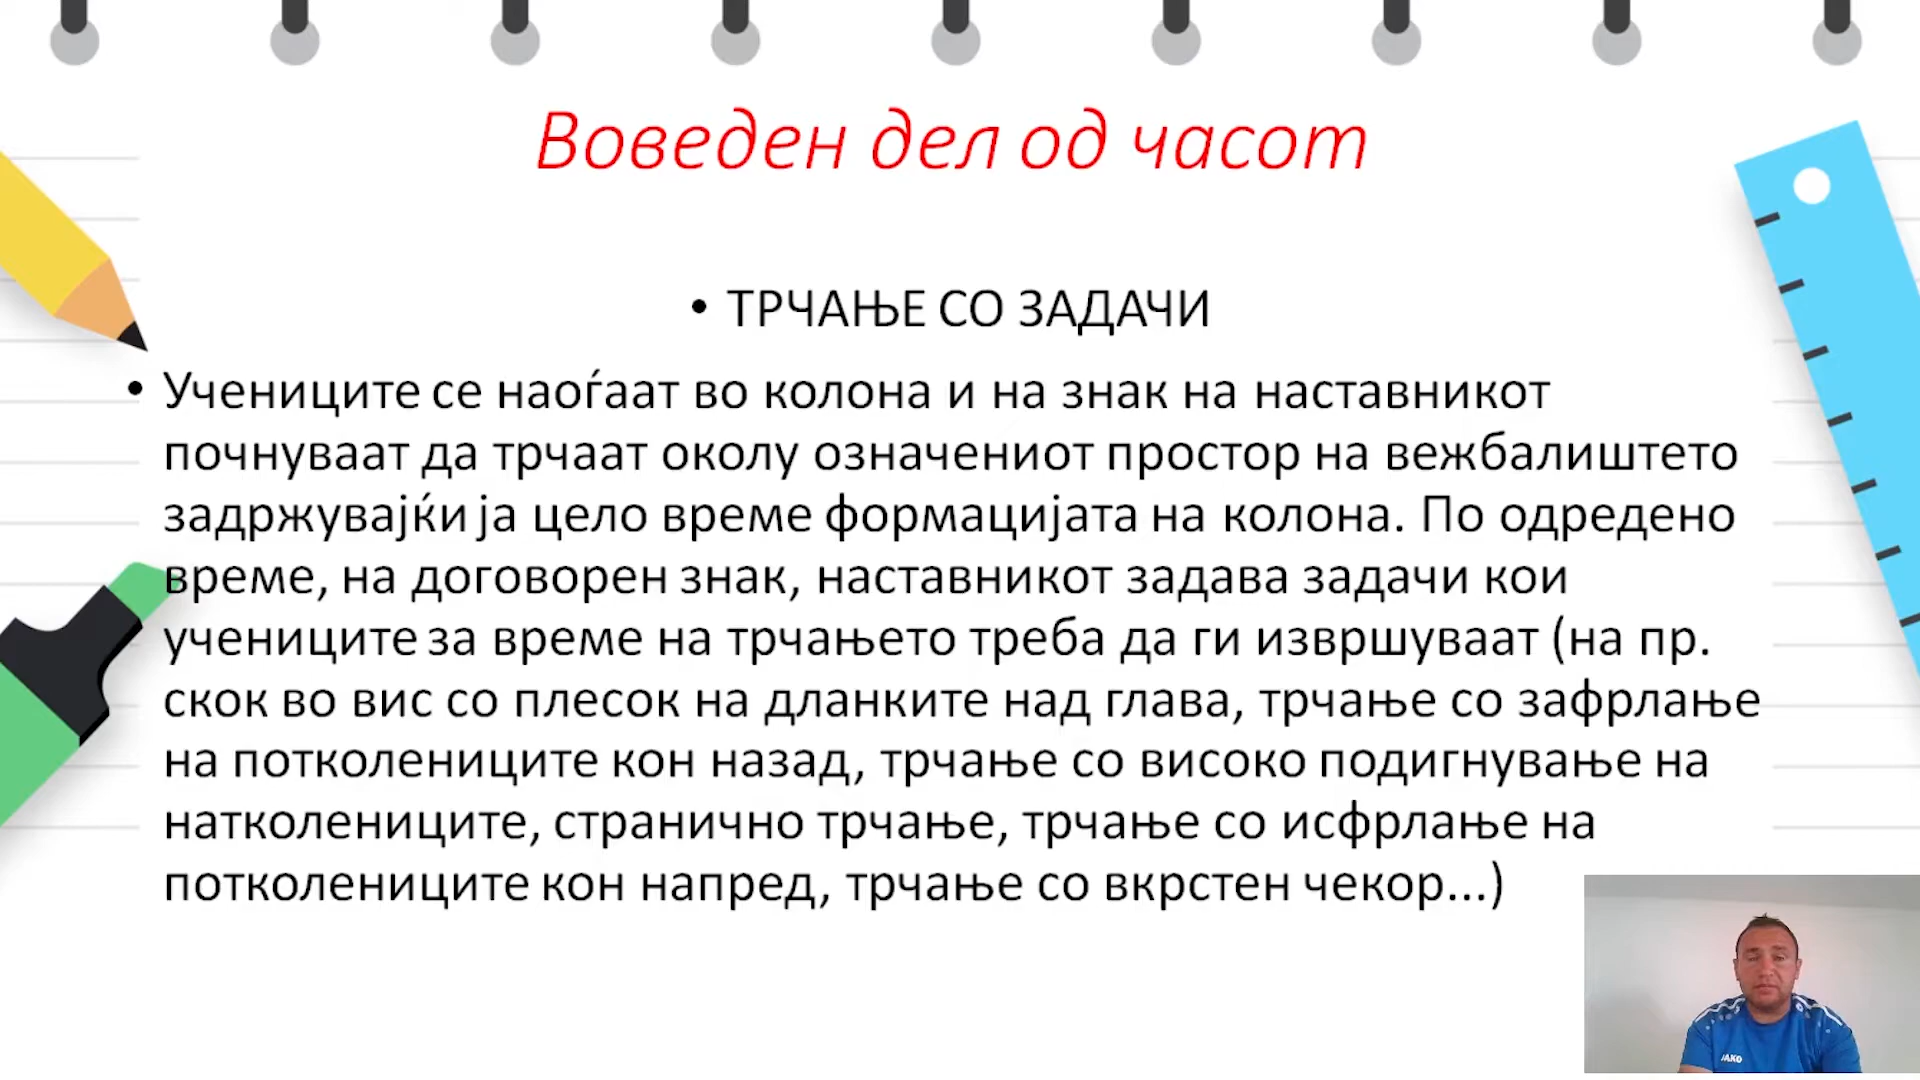 Воведен дел од часот
• ТРЧАЊЕ СО ЗАДАЧИ
• Учениците се наоѓаат во колона и на знак на наставникот
почнуваат да трчаат околу означениот простор на вежбалиштето
задржувајќи ја цело време формацијата на колона. По одредено
време, на договорен знак, наставникот задава задачи кои
учениците за време на трчањето треба да ги извршуваат (на пр.
скок во вис со плесок на дланките над глава, трчање со зафрлање
на потколениците кон назад, трчање со високо подигнување на
натколениците, странично трчање, трчање со исфрлање на
потколениците кон напред, трчање со вкрстен чекор...)
JAKO